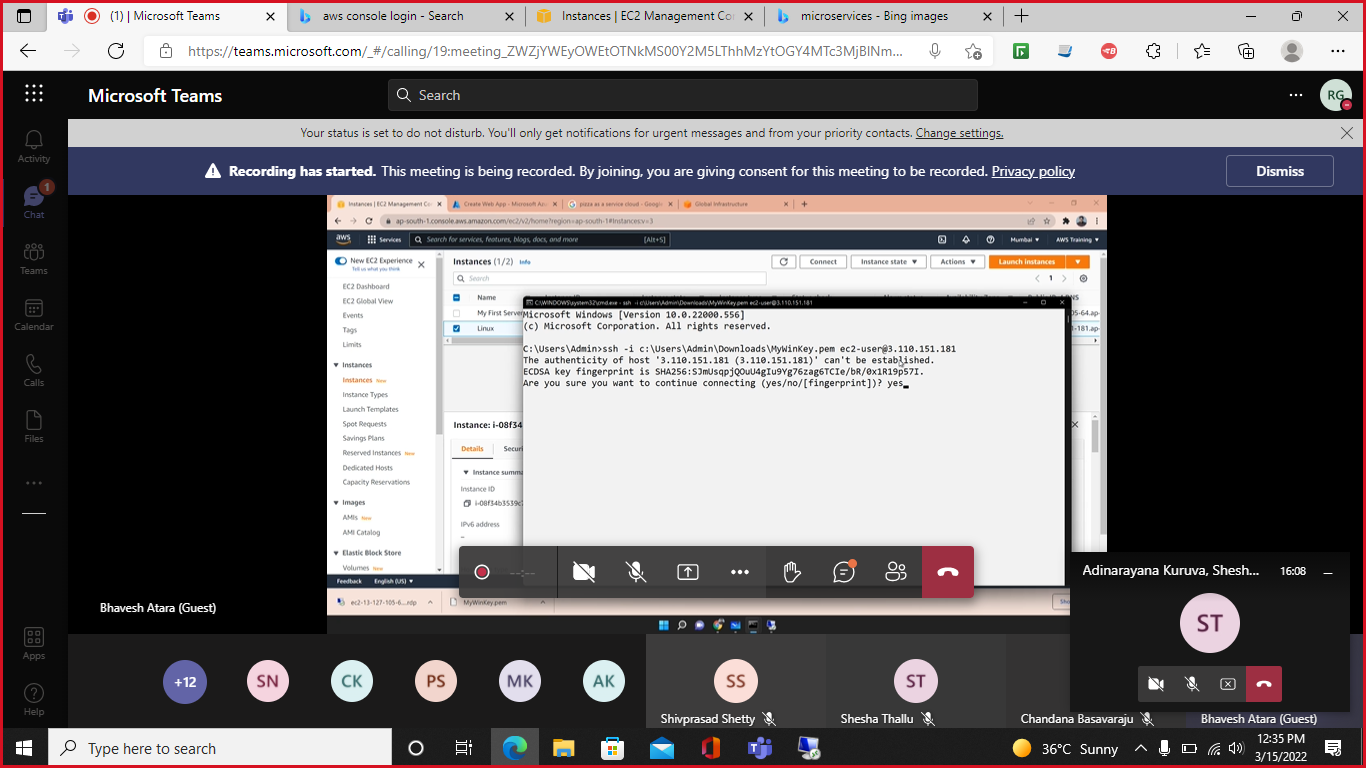 (1) | Microsoft Teams
aws console login - Search
Instances | EC2 Management Co
microservices - Bing images
https://teams.microsoft.com/_#/calling/19:meeting_ZWZjYWEyOWEtOTNkMS00Y2M5LThhMzYtOGY4MTc3MjBlNm...
Microsoft Teams
Search
RG
Your status is set to do not disturb. You'll only get notifications for urgent messages and from your priority contacts. Change settings.
Recording has started. This meeting is being recorded. By joining, you are giving consent for this meeting to be recorded. Privacy policy
Dismiss
Activity
1
Chat
Teams
Calendar
Calls
Files
Apps
Help
Instances | EC2 Management Co
Create Web App - Microsoft Az
pizza as a service cloud - Google
Global Infrastructure
ap-south-1.console.aws.amazon.com/ec2/v2/home?region=ap-south-1#Instances:v=3
aws
Services
Search for services, features, blogs, docs, and more
[Alt+S]
Mumbai
AWS Training
New EC2 Experience
Tell us what you think
EC2 Dashboard
EC2 Global View
Events
Tags
Limits
Instances
Instances New
Instance Types
Launch Templates
Spot Requests
Savings Plans
Reserved Instances New
Dedicated Hosts
Capacity Reservations
Images
AMIs New
AMI Catalog
Elastic Block Store
Volumes New
Feedback
English (US)
Instances (1/2) Info
Connect
Instance state
Actions
Launch instances
Search
1
Name
My First Server
Linux
05-64.ap-
1-181.ap-
C:\WINDOWS\system32\cmd.exe - ssh -i c:\Users\Admin\Downloads\MyWinKey.pem ec2-user@3.110.151.181
Microsoft Windows [Version 10.0.22000.556]
(c) Microsoft Corporation. All rights reserved.
C:\Users\Admin>ssh -i c:\Users\Admin\Downloads\MyWinKey.pem ec2-user@3.110.151.181
The authenticity of host '3.110.151.181 (3.110.151.181)' can't be established.
ECDSA key fingerprint is SHA256:SJmUsqpjQOuU4gIu9Yg76zag6TCIe/bR/0x1R19p57I.
Are you sure you want to continue connecting (yes/no/[fingerprint])? yes
Instance: i-08f34
Details
Securi
Instance summa
Instance ID
i-08f34b3539c
IPv6 address
–
ec2-13-127-105-6....rdp
MyWinKey.pem
Bhavesh Atara (Guest)
--:--
Adinarayana Kuruva, Shesh...
16:08
ST
+12
SN
CK
PS
MK
AK
SS
Shivprasad Shetty
ST
Shesha Thallu
Chandana Basavaraju
Bhavesh Atara (Guest)
Type here to search
36°C Sunny
12:35 PM
3/15/2022